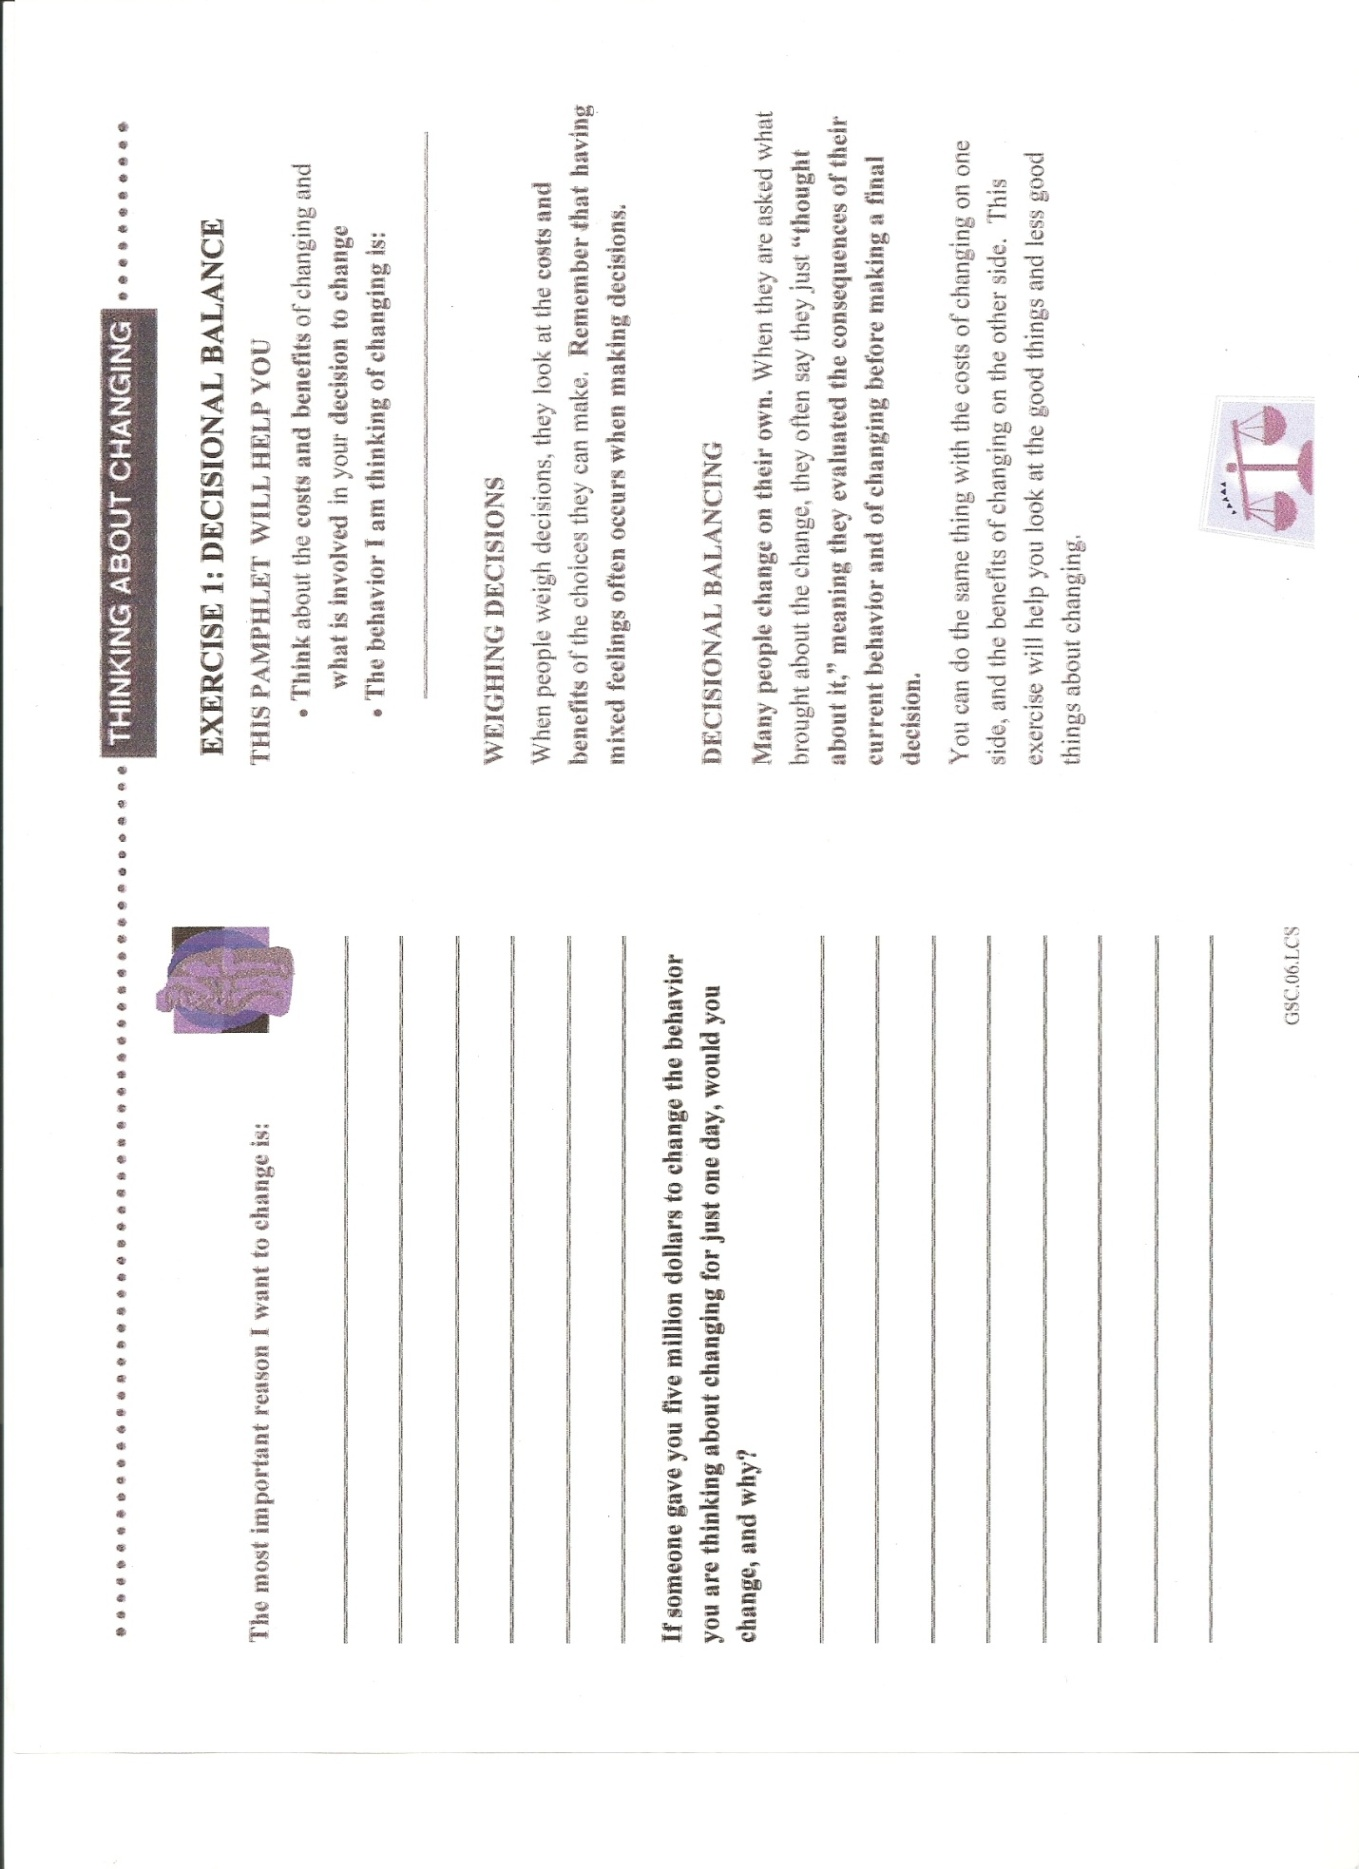 The most important reason I want to change is:
If someone gave you five million dollars to change the behavior
you are thinking about changing for just one day, would you
change, and why?
GSC.06.LCS
THINKING ABOUT CHANGING
EXERCISE 1: DECISIONAL BALANCE
THIS PAMPHLET WILL HELP YOU
• Think about the costs and benefits of changing and
what is involved in your decision to change
• The behavior I am thinking of changing is:
WEIGHING DECISIONS
When people weigh decisions, they look at the costs and
benefits of the choices they can make. Remember that having
mixed feelings often occurs when making decisions.
DECISIONAL BALANCING
Many people change on their own. When they are asked what
brought about the change, they often say they just “thought
about it,” meaning they evaluated the consequences of their
current behavior and of changing before making a final
decision.
You can do the same thing with the costs of changing on one
side, and the benefits of changing on the other side. This
exercise will help you look at the good things and less good
things about changing.